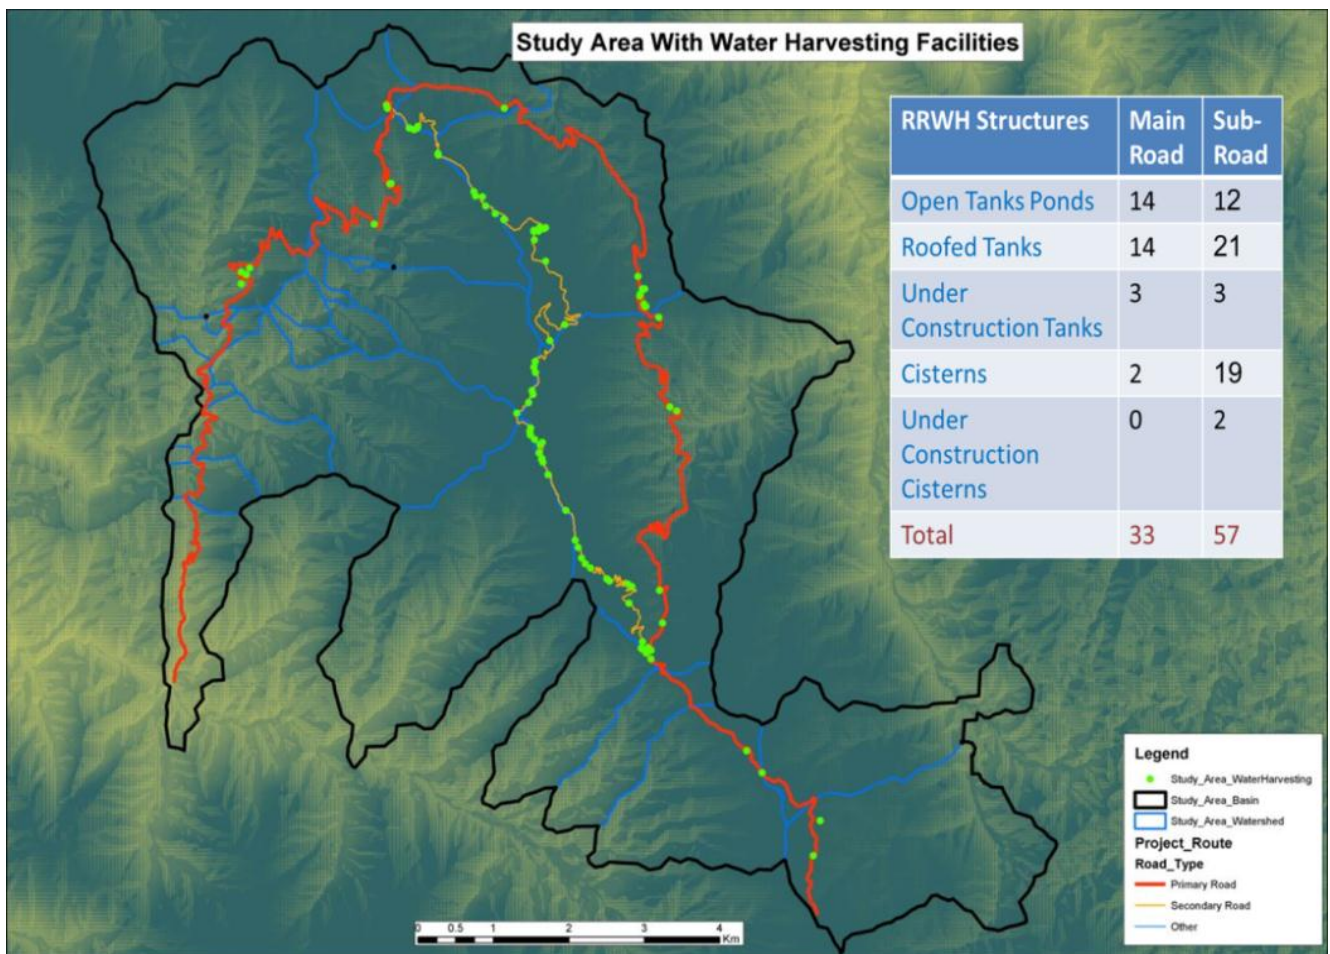 Study Area With Water Harvesting Facilities
RRWH Structures Main Sub-
Road Road
Open Tanks Ponds 14 12
Roofed Tanks 14 21
Under 3 3
Construction Tanks
Cisterns 2 19
Under 0 2
Construction
Cisterns
Total 33 57
Legend
Study_Area_WaterHarvesting
Study_Area_Basin
Study_Area_Watershed
Project_Route
Road_Type
Primary Road
Secondary Road
Other
0 0.5 1 2 3 4
Km